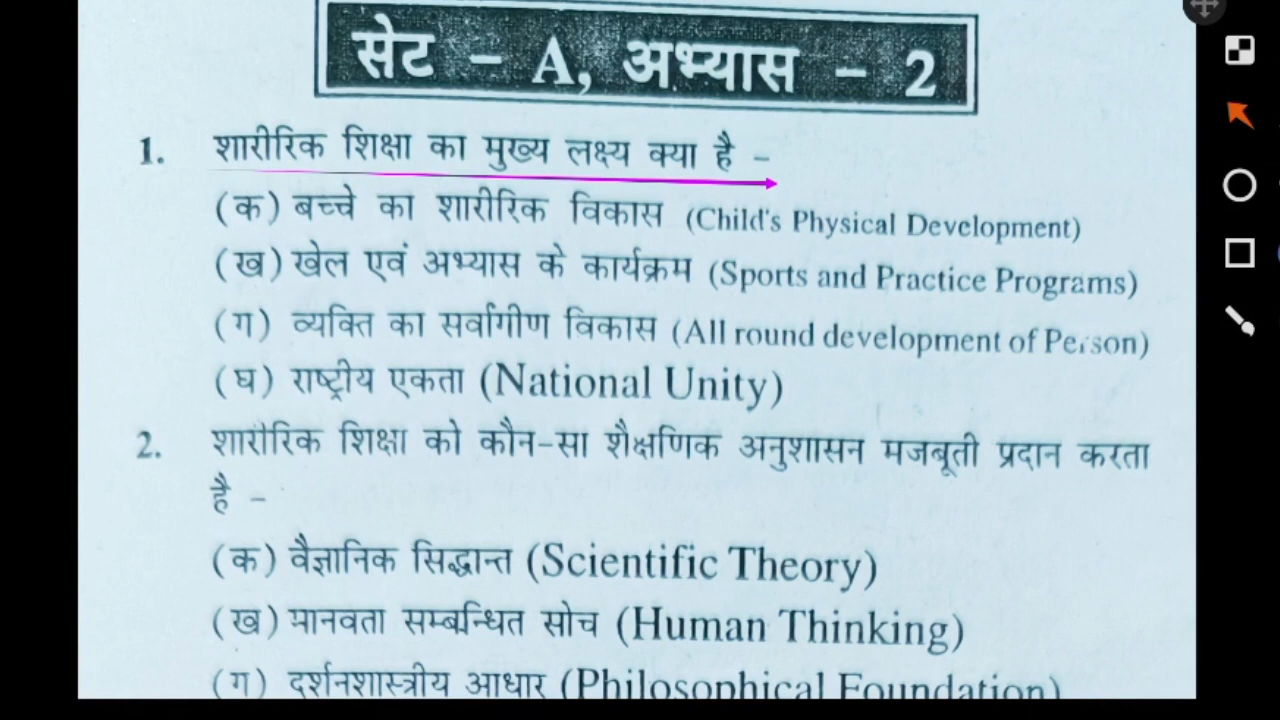 सेट - A, अभ्यास - 2
1. शारीरिक शिक्षा का मुख्य लक्ष्य क्या है -
(क) बच्चे का शारीरिक विकास (Child's Physical Development)
(ख) खेल एवं अभ्यास के कार्यक्रम (Sports and Practice Programs)
(ग) व्यक्ति का सर्वांगीण विकास (All round development of Person)
(घ) राष्ट्रीय एकता (National Unity)
2. शारीरिक शिक्षा को कौन-सा शैक्षणिक अनुशासन मजबूती प्रदान करता
है -
(क) वैज्ञानिक सिद्धान्त (Scientific Theory)
(ख) मानवता सम्बन्धित सोच (Human Thinking)
(ग) दर्शनशास्त्रीय आधार (Philosophical Foundation)